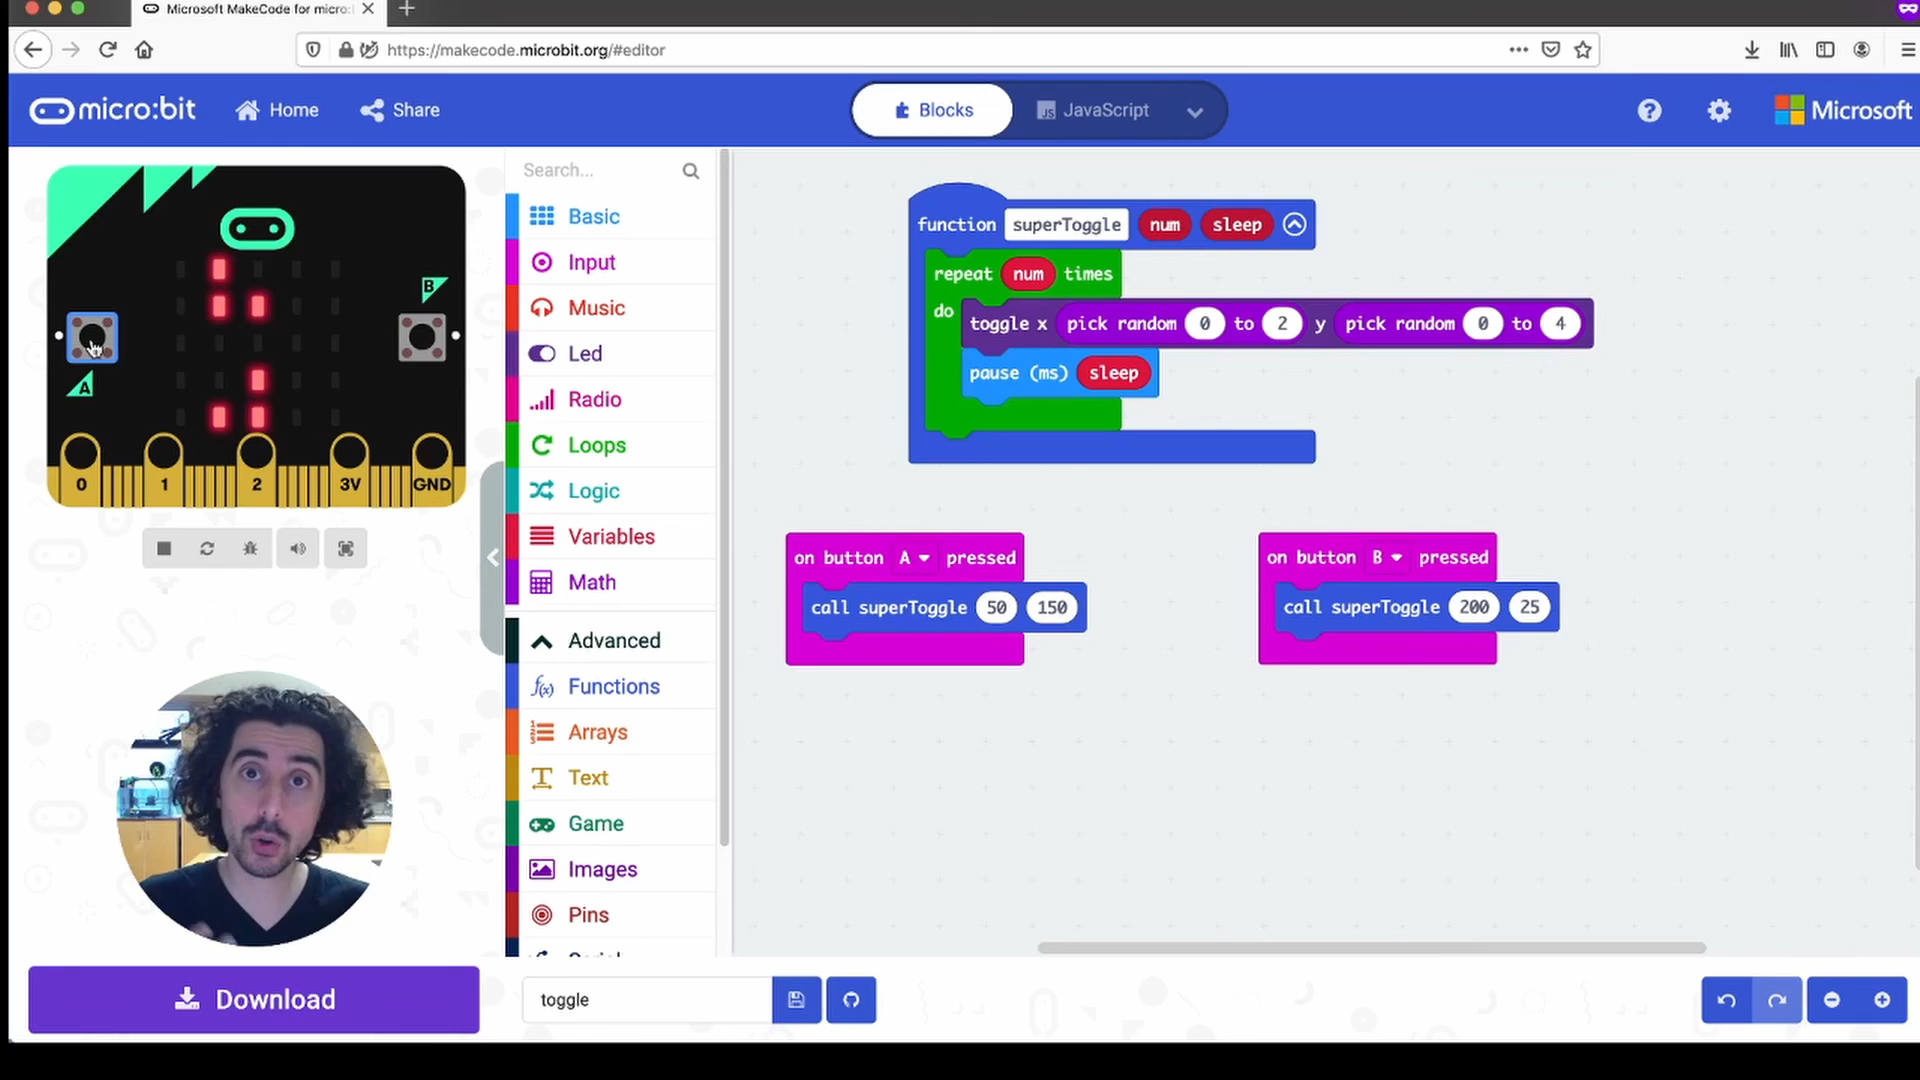 Microsoft MakeCode for micro:
https://makecode.microbit.org/#editor
micro:bit
Home
Share
Blocks
JavaScript
Microsoft
B
A
0 1 2 3V GND
Search...
Basic
Input
Music
Led
Radio
Loops
Logic
Variables
Math
Advanced
Functions
Arrays
Text
Game
Images
Pins
function superToggle num sleep
repeat num times
do toggle x pick random 0 to 2 y pick random 0 to 4
pause (ms) sleep
on button A pressed
call superToggle 50 150
on button B pressed
call superToggle 200 25
Download
toggle